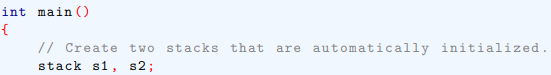 int main()
{
    // Create two stacks that are automatically initialized.
    stack s1, s2;